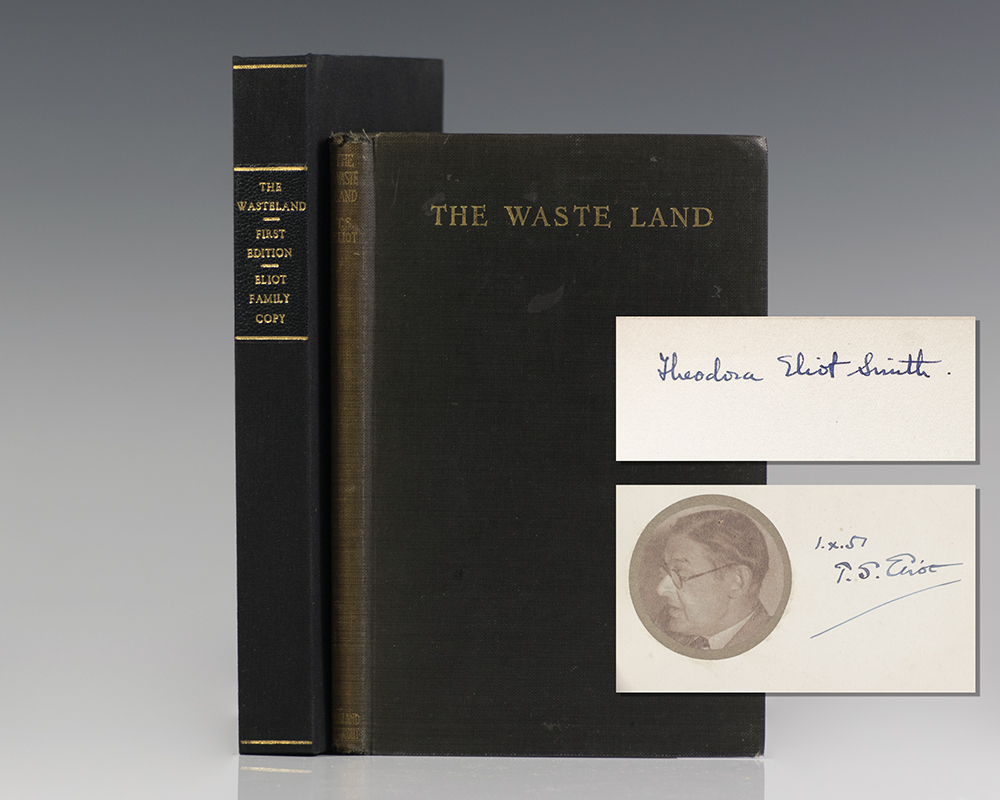 THE
WASTELAND
FIRST
EDITION
ELIOT
FAMILY
COPY
THE
WASTE
LAND
T.S.
ELIOT
THE WASTE LAND
Theodora Eliot Smith.
1.x.51
T. S. Eliot